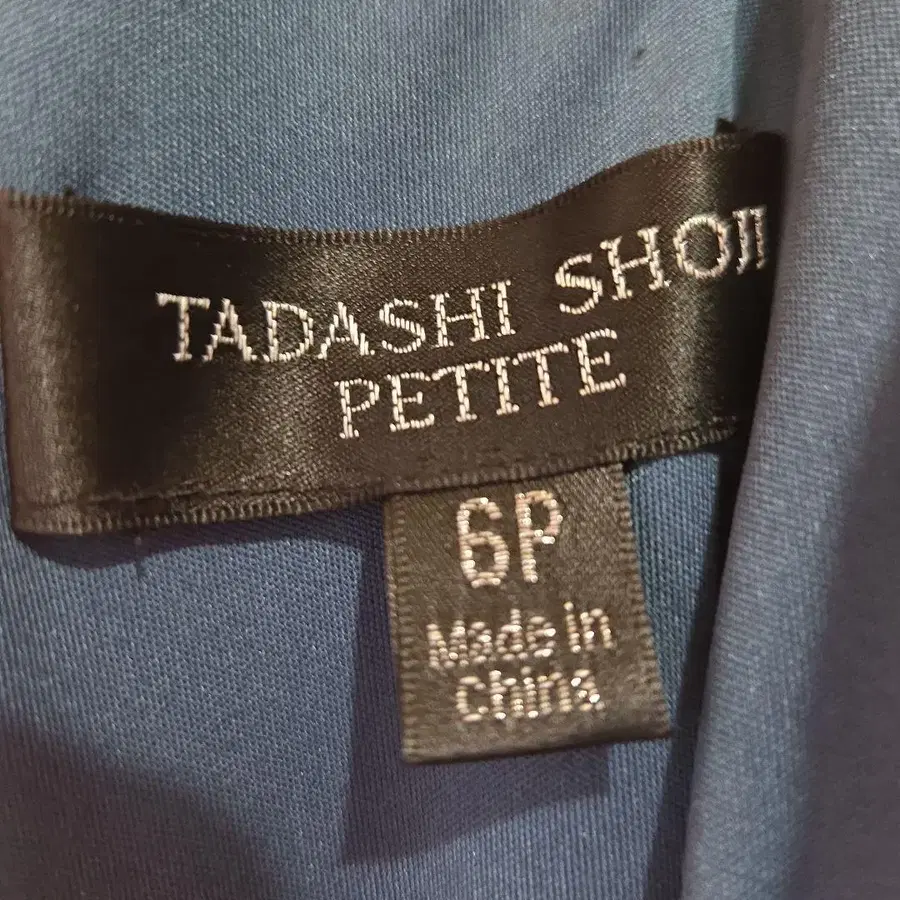 TADASHI SHOJI
PETITE
6P
Made in
China